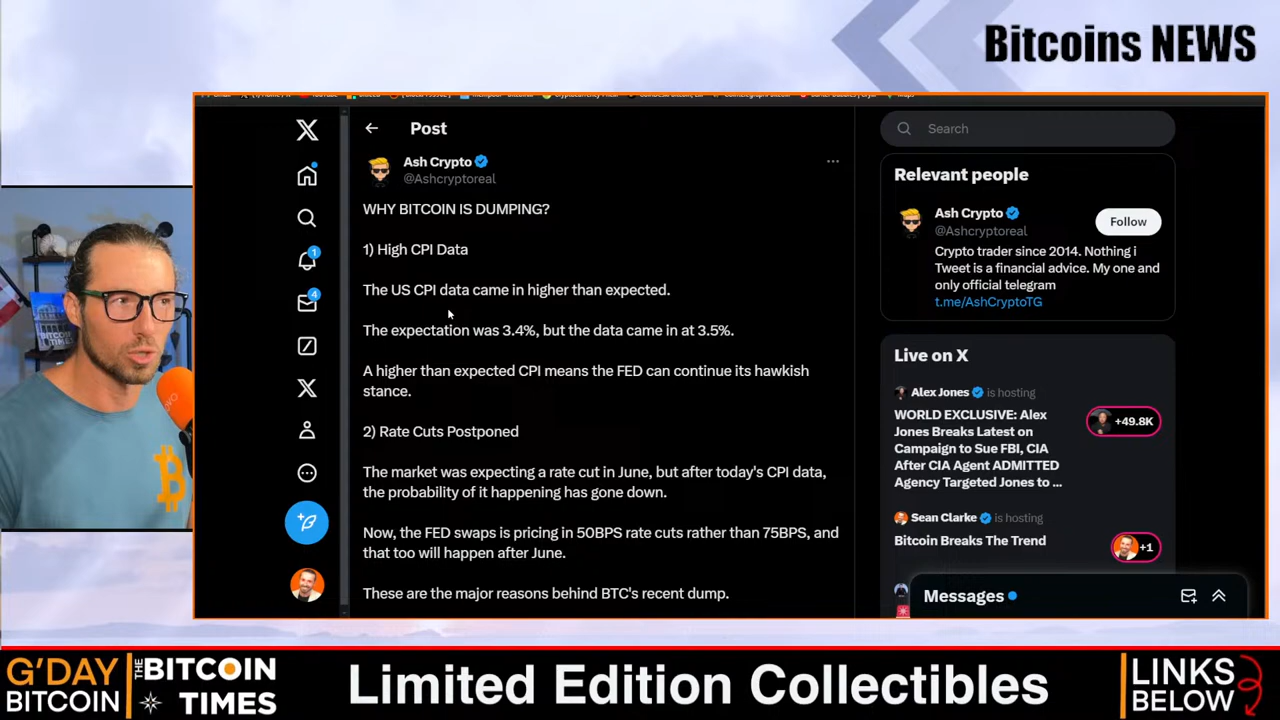 Bitcoins NEWS
Post
Search
Ash Crypto
@Ashcryptoreal
WHY BITCOIN IS DUMPING?
1) High CPI Data
The US CPI data came in higher than expected.
The expectation was 3.4%, but the data came in at 3.5%.
A higher than expected CPI means the FED can continue its hawkish
stance.
2) Rate Cuts Postponed
The market was expecting a rate cut in June, but after today's CPI data,
the probability of it happening has gone down.
Now, the FED swaps is pricing in 50BPS rate cuts rather than 75BPS, and
that too will happen after June.
These are the major reasons behind BTC's recent dump.
1
4
Relevant people
Ash Crypto
@Ashcryptoreal
Follow
Crypto trader since 2014. Nothing i
Tweet is a financial advice. My one and
only official telegram
t.me/AshCryptoTG
Live on X
Alex Jones is hosting
WORLD EXCLUSIVE: Alex
Jones Breaks Latest on
Campaign to Sue FBI, CIA
After CIA Agent ADMITTED
Agency Targeted Jones to ...
+49.8K
Sean Clarke is hosting
Bitcoin Breaks The Trend
+1
Messages
G'DAY
BITCOIN
THE
BITCOIN
TIMES
Limited Edition Collectibles
LINKS
BELOW